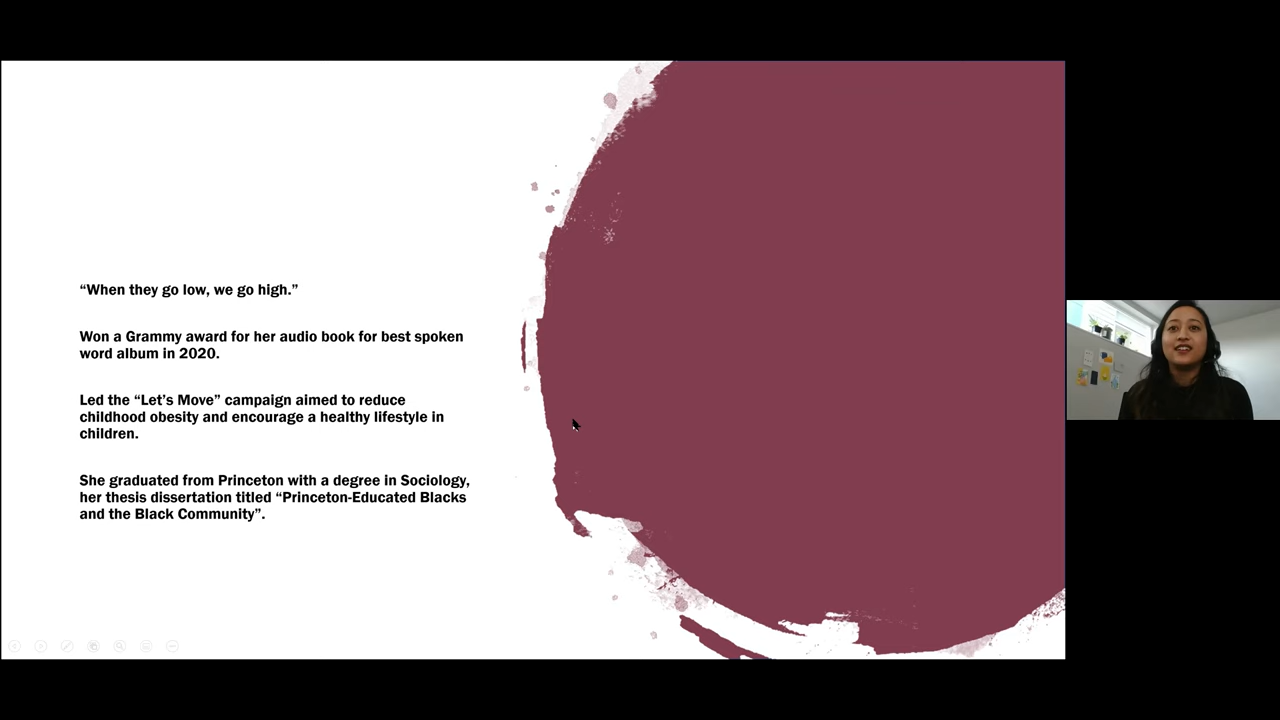 “When they go low, we go high.”
Won a Grammy award for her audio book for best spoken
word album in 2020.
Led the “Let’s Move” campaign aimed to reduce
childhood obesity and encourage a healthy lifestyle in
children.
She graduated from Princeton with a degree in Sociology,
her thesis dissertation titled “Princeton-Educated Blacks
and the Black Community”.